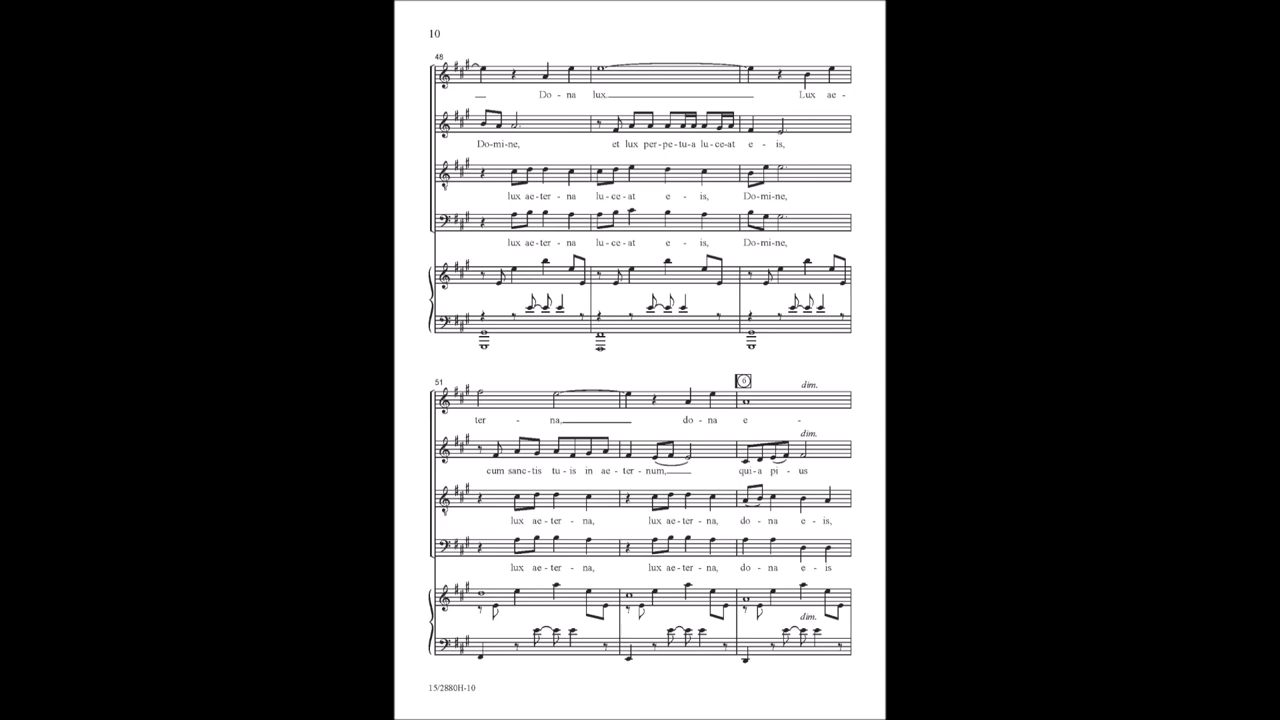 10
48
Do - na lux. Lux ae -
Do-mi-ne, et lux per-pe-tu-a lu-ce-at e - is,
lux ae-ter - na lu-ce-at e - is, Do-mi-ne,
lux ae-ter - na lu-ce-at e - is, Do-mi-ne,
51
6
dim.
ter - na, do - na e -
dim.
cum sanc-tis tu-is in ae-ter-num, qui-a pi - us
lux ae-ter - na, lux ae-ter - na, do - na e - is,
lux ae-ter - na, lux ae-ter - na, do - na e - is
dim.
15/2880H-10